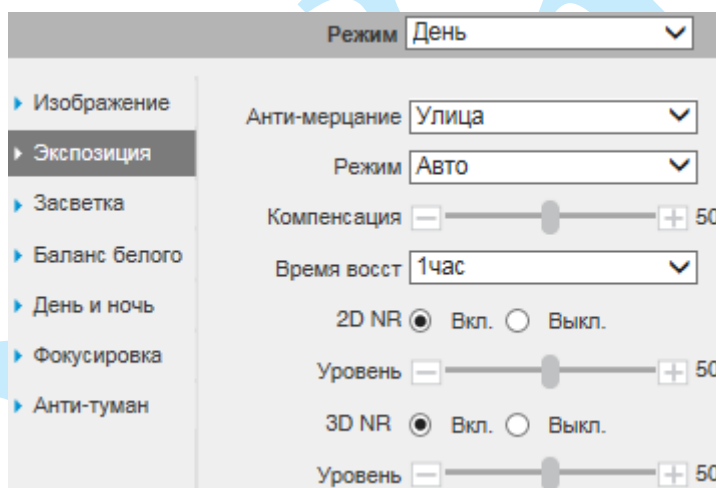 Режим День
Изображение
Экспозиция
Засветка
Баланс белого
День и ночь
Фокусировка
Анти-туман
Анти-мерцание Улица
Режим Авто
Компенсация 50
Время восст 1час
2D NR Вкл. Выкл.
Уровень 50
3D NR Вкл. Выкл.
Уровень 50